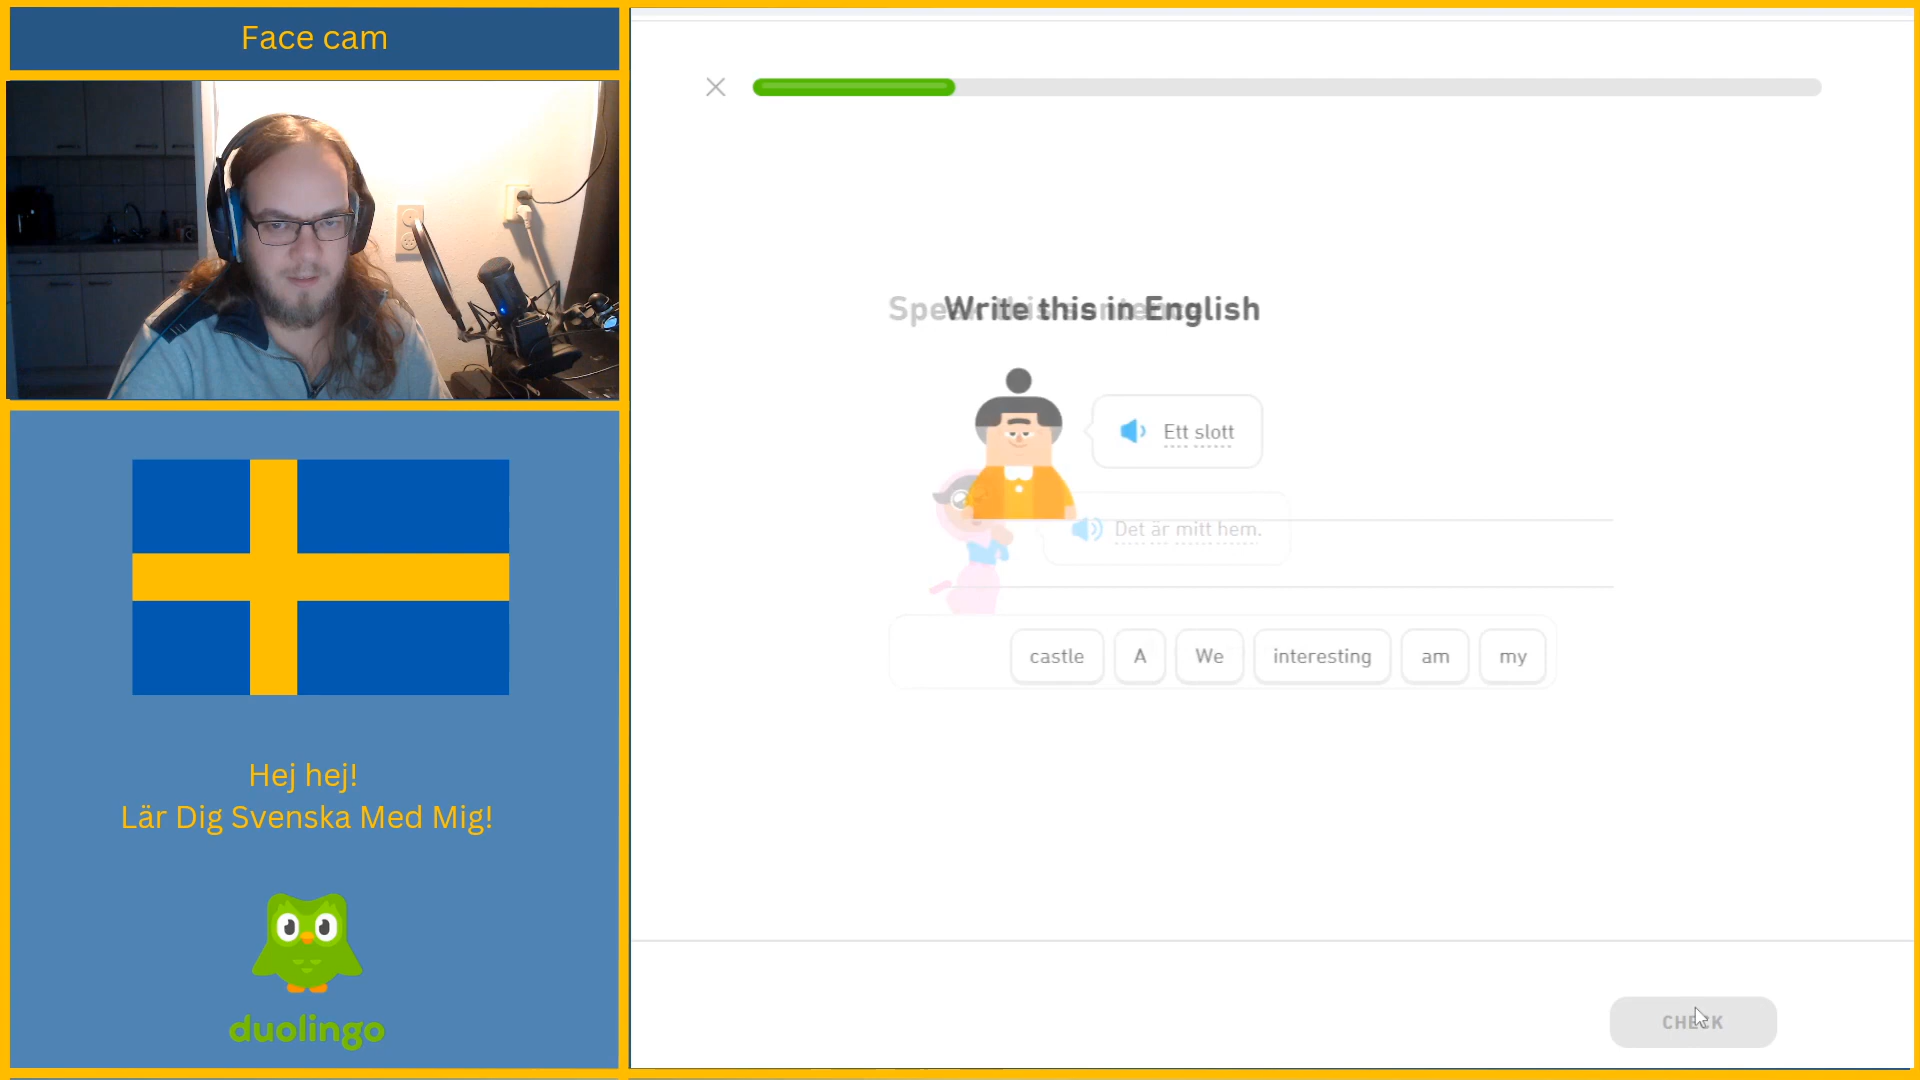 Face cam
Write this in English
Ett slott
Det är mitt hem.
castle A We interesting am my
CHECK
Hej hej!
Lär Dig Svenska Med Mig!
duolingo